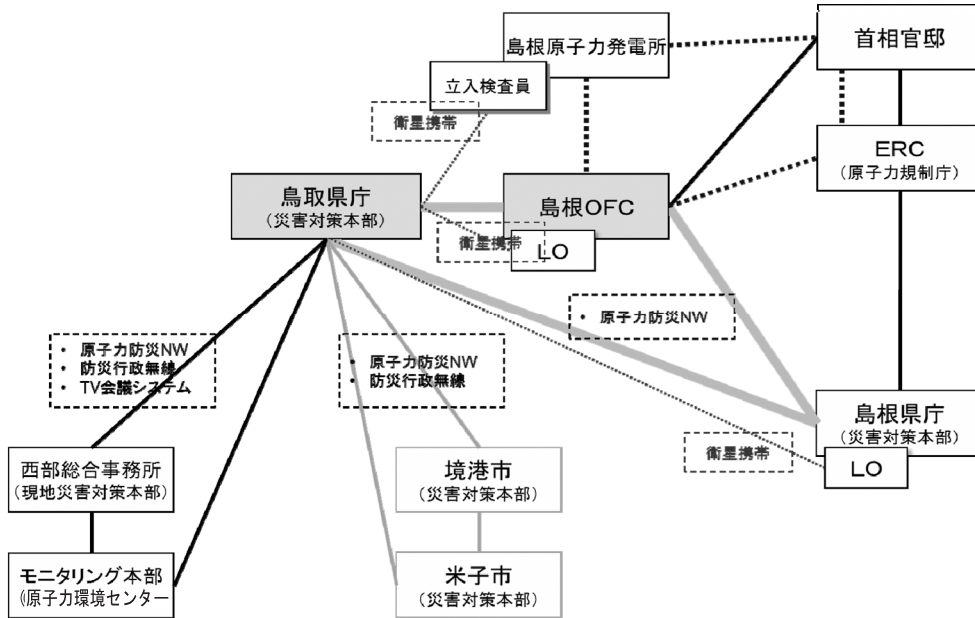 島根原子力発電所
首相官邸
立入検査員
衛星携帯
ERC
(原子力規制庁)
鳥取県庁
(災害対策本部)
島根OFC
衛星携帯
LO
• 原子力防災NW
• 原子力防災NW
• 防災行政無線
• TV会議システム
• 原子力防災NW
• 防災行政無線
島根県庁
(災害対策本部)
衛星携帯
LO
西部総合事務所
(現地災害対策本部)
境港市
(災害対策本部)
モニタリング本部
(原子力環境センター
米子市
(災害対策本部)